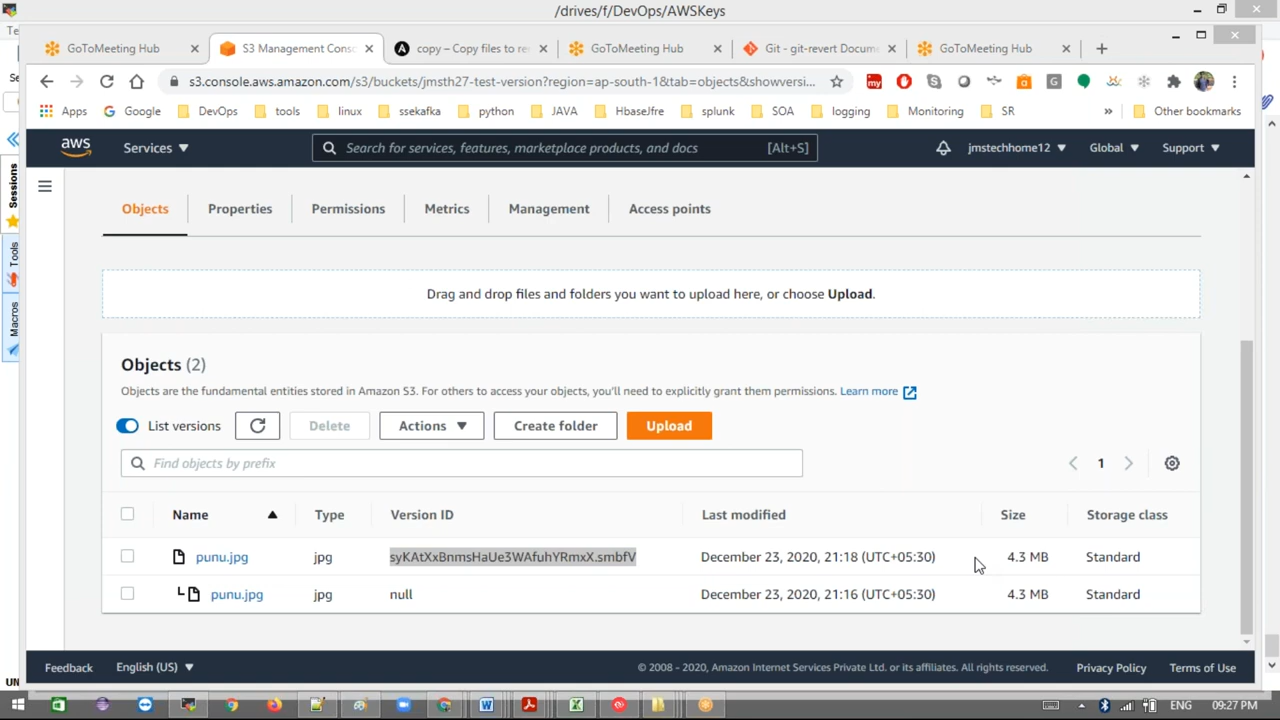 /drives/f/DevOps/AWSKeys
GoToMeeting Hub
S3 Management Consc
copy – Copy files to re
GoToMeeting Hub
Git - git-revert Docume
GoToMeeting Hub
s3.console.aws.amazon.com/s3/buckets/jmsth27-test-version?region=ap-south-1&tab=objects&showversi...
Apps Google DevOps tools linux ssekafka python JAVA HbaseJfre splunk SOA logging Monitoring SR » Other bookmarks
aws Services ▼ Search for services, features, marketplace products, and docs [Alt+S] jmstechhome12 ▼ Global ▼ Support ▼
Sessions
Tools
Macros
Objects Properties Permissions Metrics Management Access points
Drag and drop files and folders you want to upload here, or choose Upload.
Objects (2)
Objects are the fundamental entities stored in Amazon S3. For others to access your objects, you'll need to explicitly grant them permissions. Learn more
List versions Delete Actions ▼ Create folder Upload
Find objects by prefix
1
Name ▲ Type Version ID Last modified Size Storage class
punu.jpg jpg syKAtXxBnmsHaUe3WAfuhYRmxX.smbfV December 23, 2020, 21:18 (UTC+05:30) 4.3 MB Standard
punu.jpg jpg null December 23, 2020, 21:16 (UTC+05:30) 4.3 MB Standard
Feedback English (US) ▼ © 2008 - 2020, Amazon Internet Services Private Ltd. or its affiliates. All rights reserved. Privacy Policy Terms of Use
ENG 09:27 PM